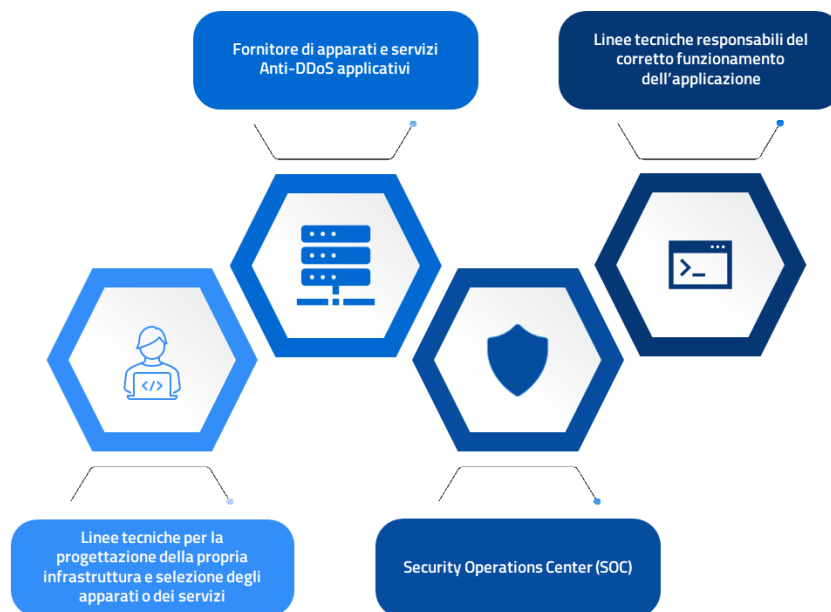 Fornitore di apparati e servizi
Anti-DDoS applicativi
Linee tecniche responsabili del
corretto funzionamento
dell’applicazione
Linee tecniche per la
progettazione della propria
infrastruttura e selezione degli
apparati o dei servizi
Security Operations Center (SOC)